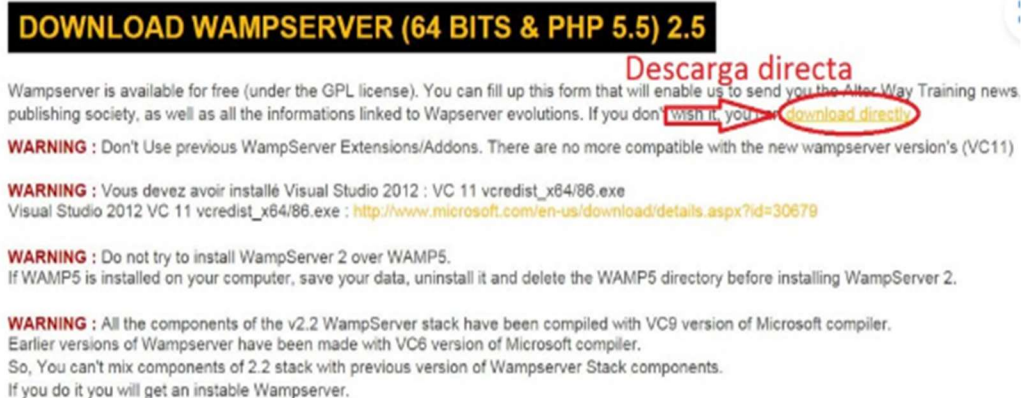 DOWNLOAD WAMPSERVER (64 BITS & PHP 5.5) 2.5
Descarga directa
Wampserver is available for free (under the GPL license). You can fill up this form that will enable us to send you the Alter Way Training news,
publishing society, as well as all the informations linked to Wapserver evolutions. If you don't wish it, you download directly
WARNING : Don't Use previous WampServer Extensions/Addons. There are no more compatible with the new wampserver version's (VC11)
WARNING : Vous devez avoir installé Visual Studio 2012 : VC 11 vcredist_x64/86.exe
Visual Studio 2012 VC 11 vcredist_x64/86.exe : http://www.microsoft.com/en-us/download/details.aspx?id=30679
WARNING : Do not try to install WampServer 2 over WAMP5.
If WAMP5 is installed on your computer, save your data, uninstall it and delete the WAMP5 directory before installing WampServer 2.
WARNING : All the components of the v2.2 WampServer stack have been compiled with VC9 version of Microsoft compiler.
Earlier versions of Wampserver have been made with VC6 version of Microsoft compiler.
So, You can't mix components of 2.2 stack with previous version of Wampserver Stack components.
If you do it you will get an instable Wampserver.